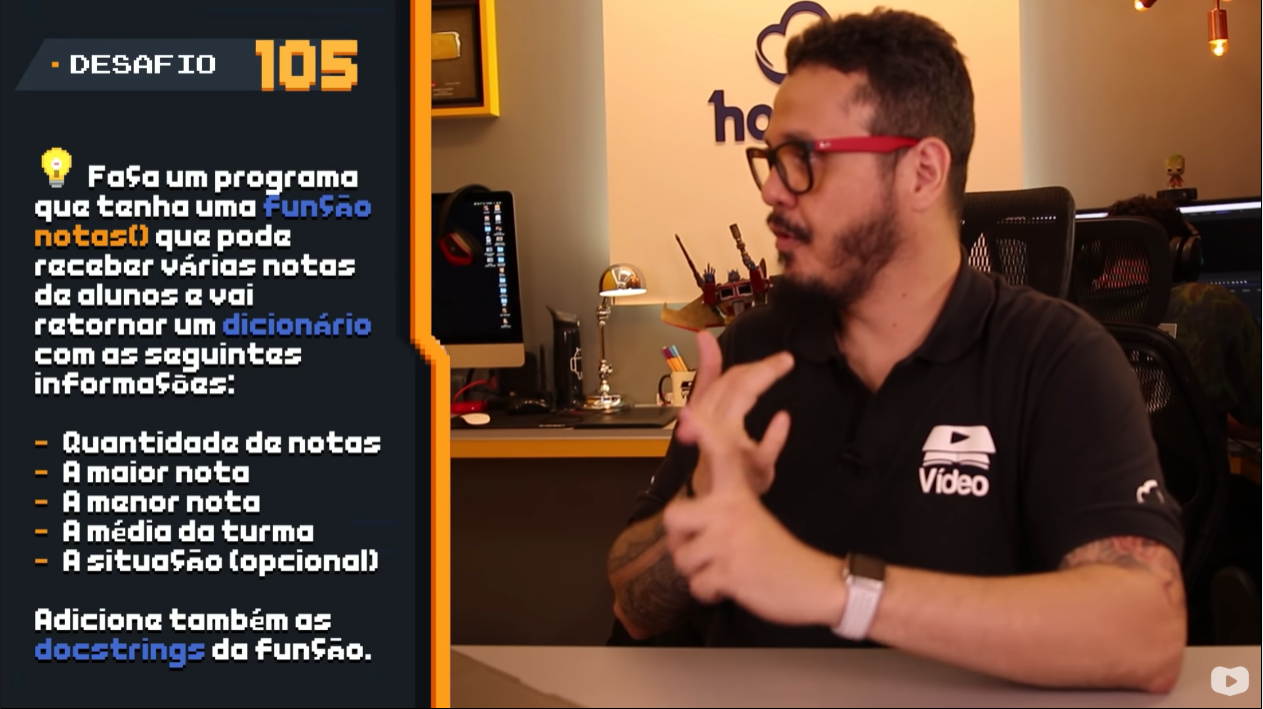 DESAFIO 105
Faça um programa
que tenha uma função
notas() que pode
receber várias notas
de alunos e vai
retornar um dicionário
com as seguintes
informações:
- Quantidade de notas
- A maior nota
- A menor nota
- A média da turma
- A situação (opcional)
Adicione também as
docstrings da função.
ho
Vídeo